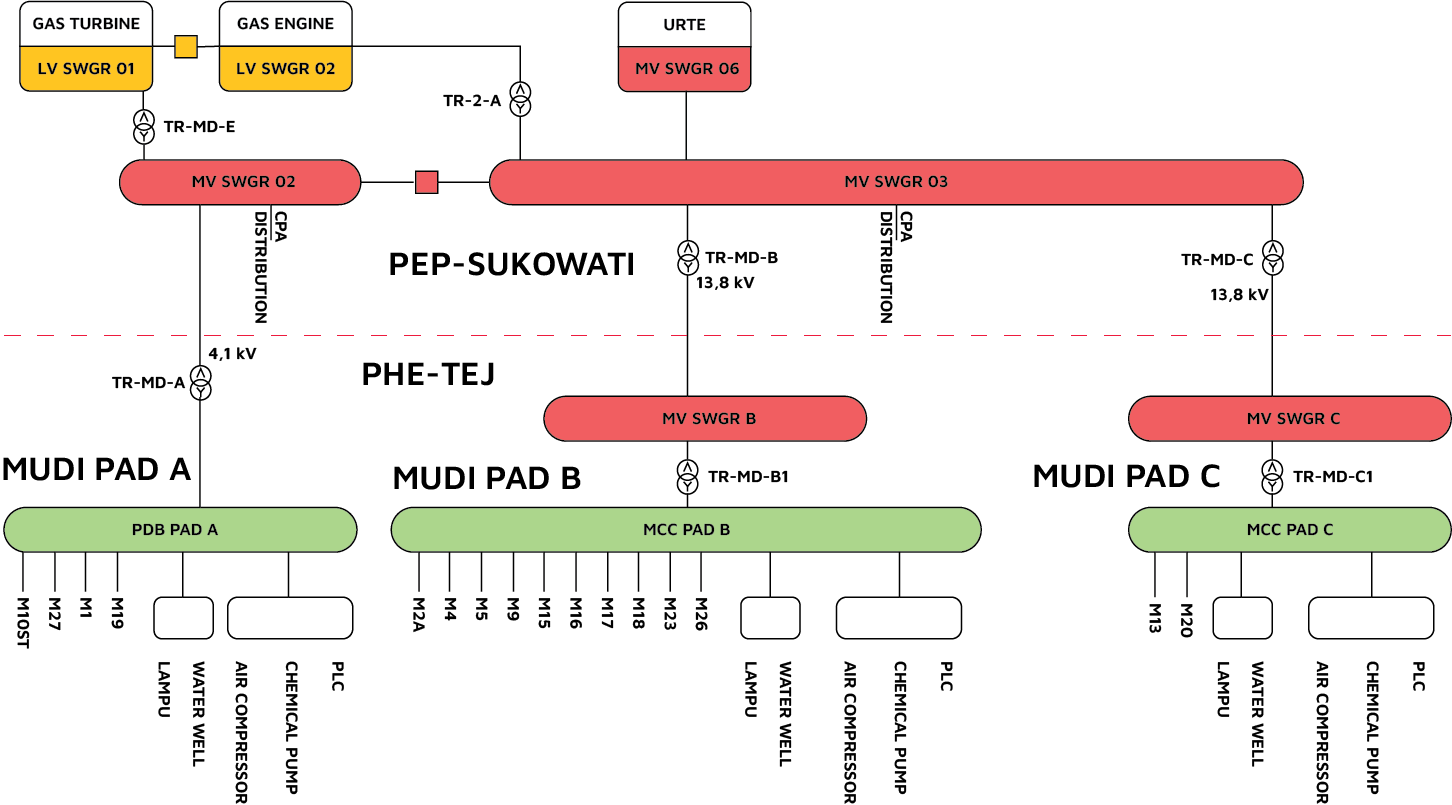 GAS TURBINE
LV SWGR 01
GAS ENGINE
LV SWGR 02
URTE
MV SWGR 06
TR-MD-E
TR-2-A
MV SWGR 02
MV SWGR 03
CPA
DISTRIBUTION
CPA
DISTRIBUTION
PEP-SUKOWATI
TR-MD-B
13,8 kV
TR-MD-C
13,8 kV
4,1 kV
TR-MD-A
PHE-TEJ
MV SWGR B
MV SWGR C
MUDI PAD A
MUDI PAD B
TR-MD-B1
MUDI PAD C
TR-MD-C1
PDB PAD A
MCC PAD B
MCC PAD C
M10ST
M27
M1
M19
LAMPU
WATER WELL
AIR COMPRESSOR
CHEMICAL PUMP
PLC
M2A
M4
M5
M9
M15
M16
M17
M18
M23
M26
LAMPU
WATER WELL
AIR COMPRESSOR
CHEMICAL PUMP
PLC
M13
M20
LAMPU
WATER WELL
AIR COMPRESSOR
CHEMICAL PUMP
PLC